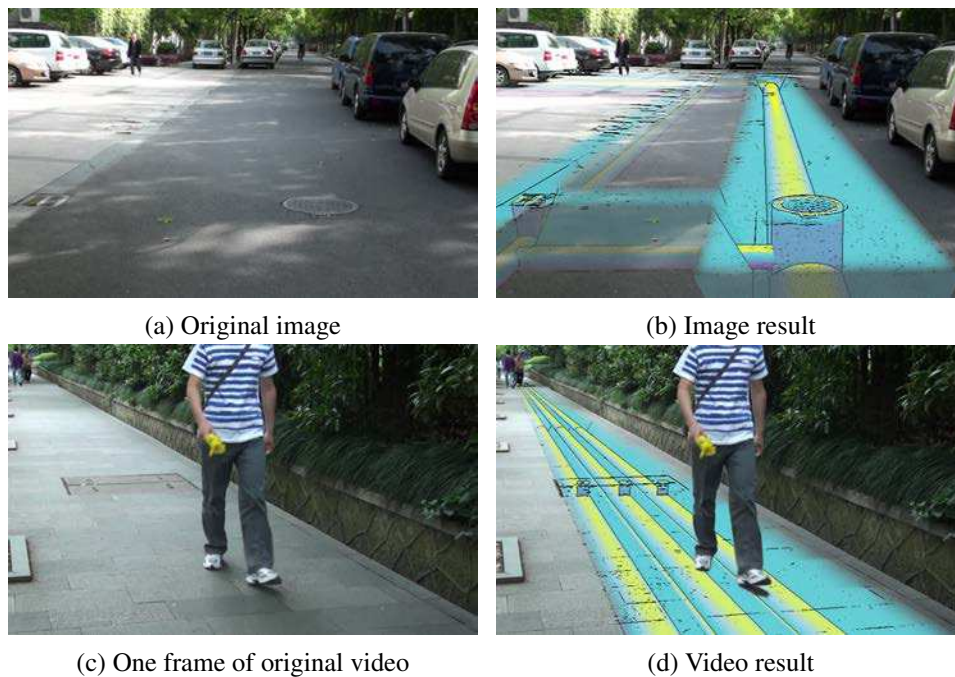 (a) Original image
(b) Image result
(c) One frame of original video
(d) Video result